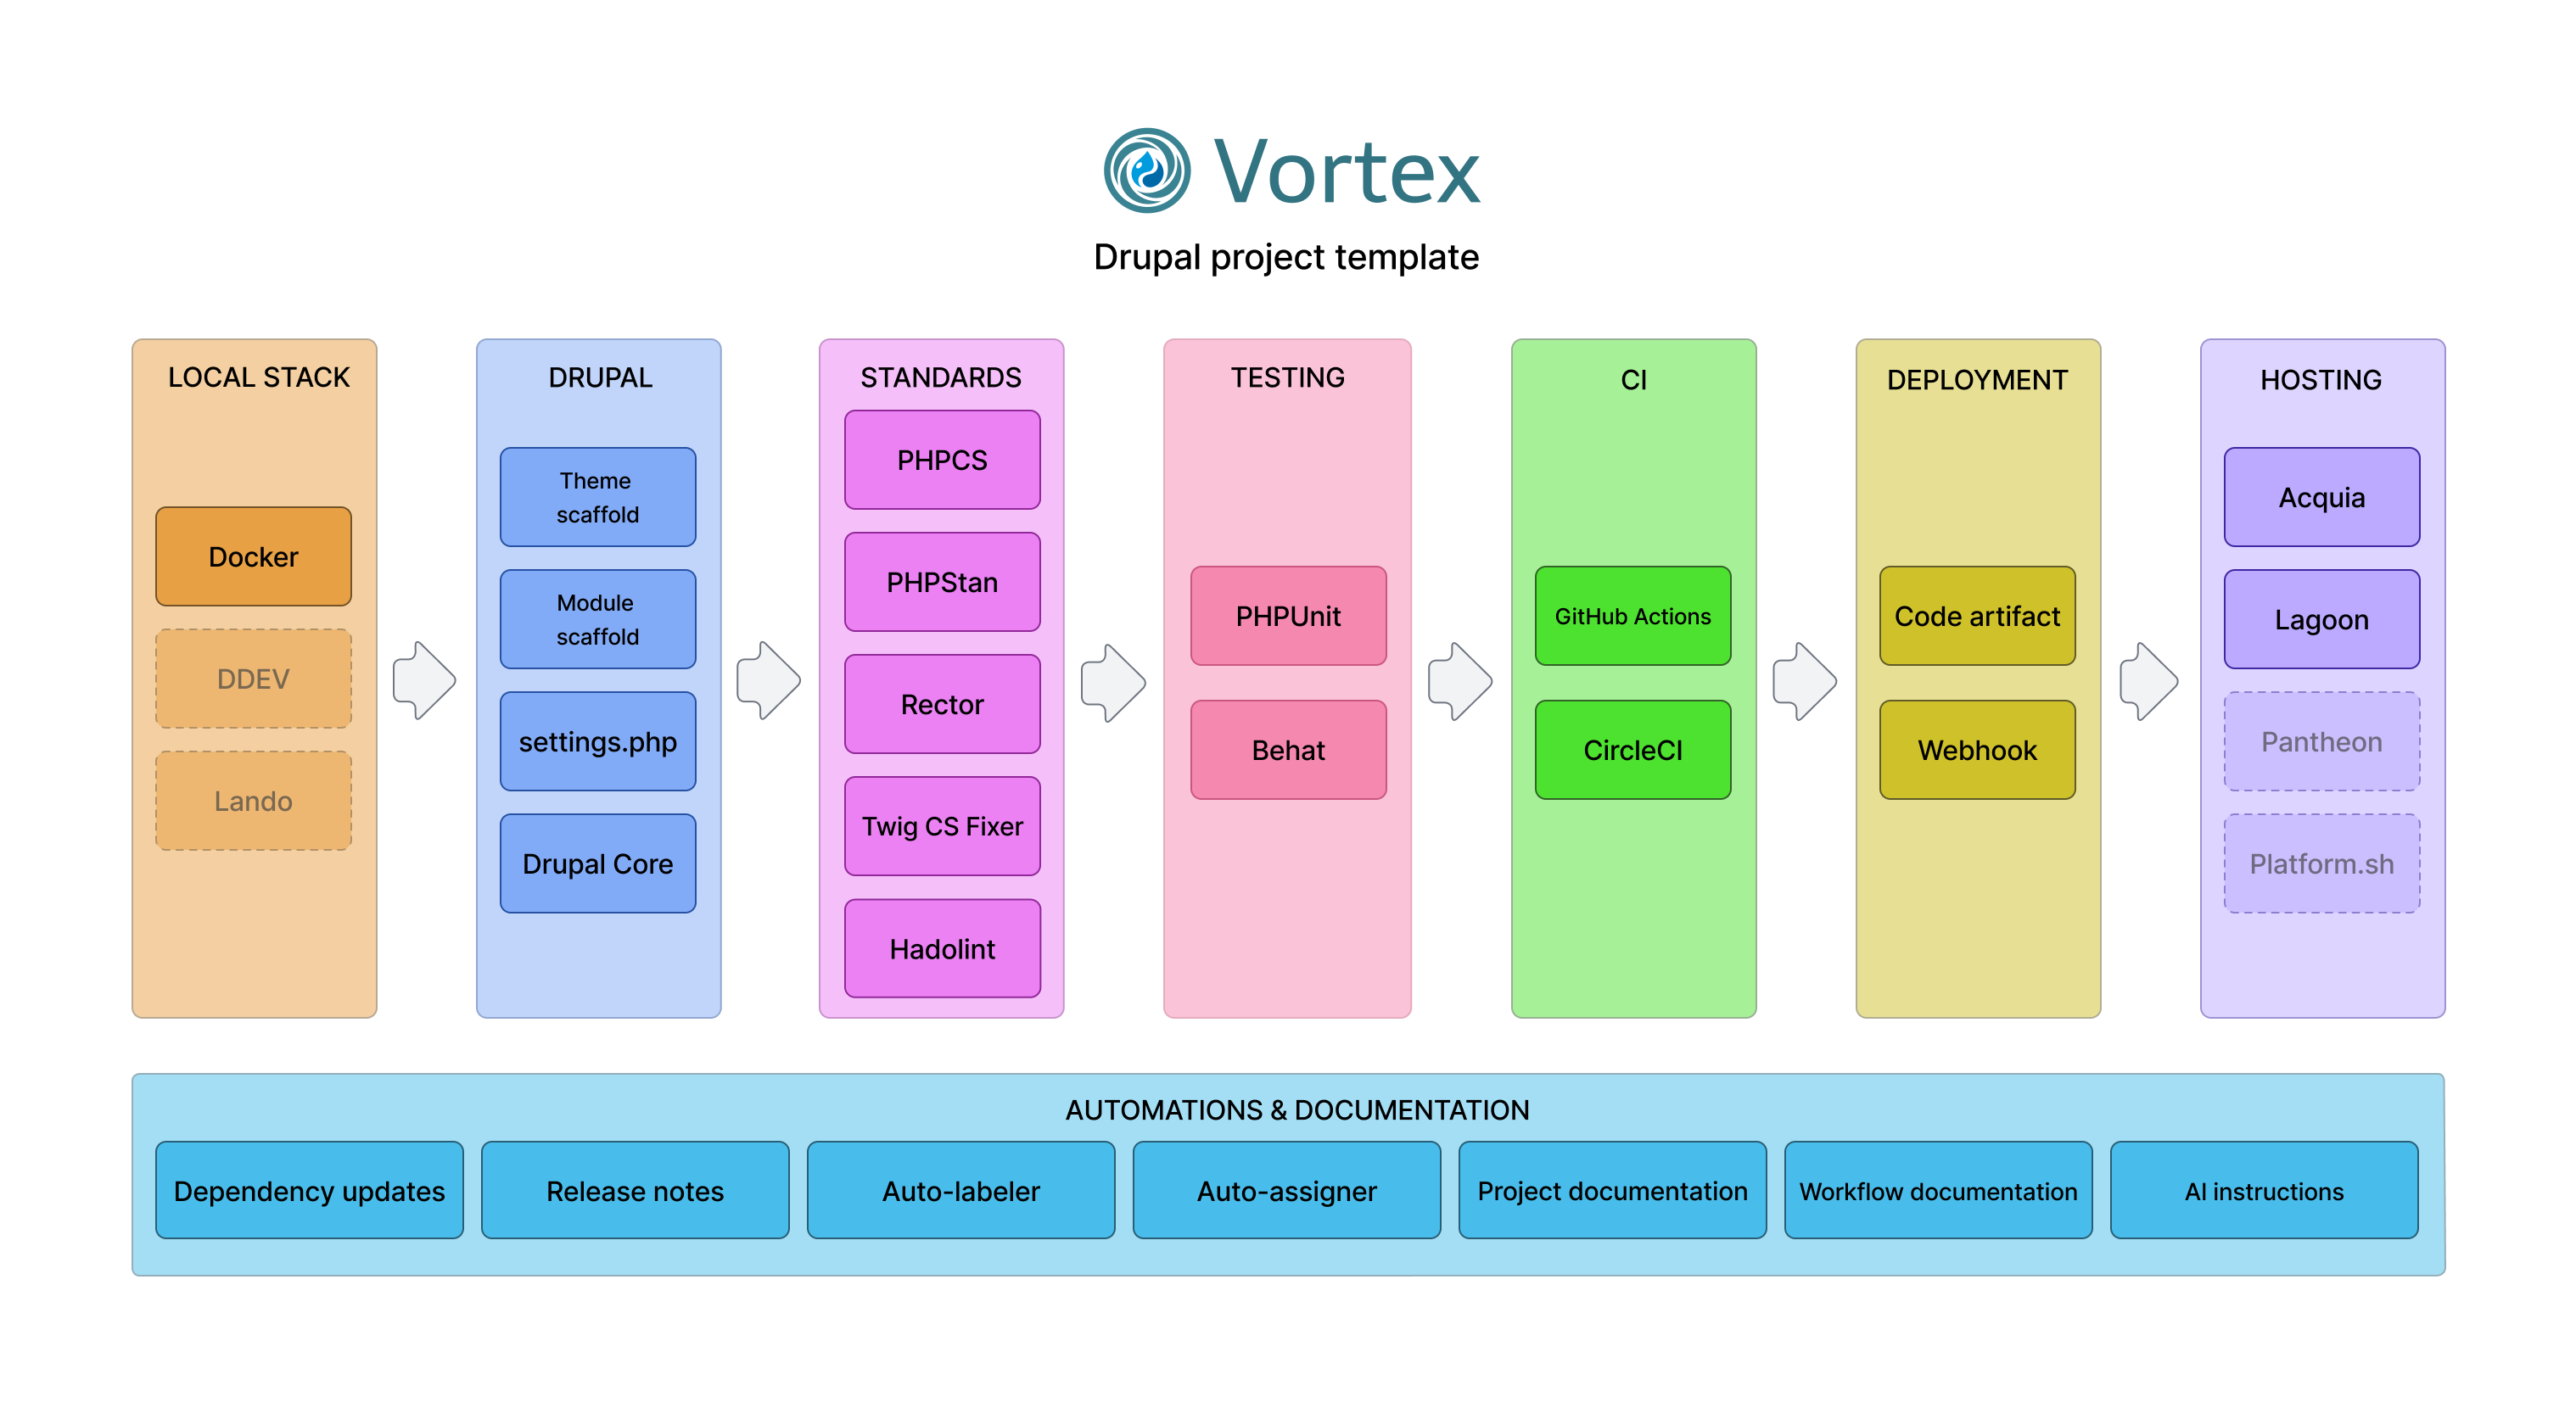 Vortex
Drupal project template
LOCAL STACK
Docker
DDEV
Lando
DRUPAL
Theme
scaffold
Module
scaffold
settings.php
Drupal Core
STANDARDS
PHPCS
PHPStan
Rector
Twig CS Fixer
Hadolint
TESTING
PHPUnit
Behat
CI
GitHub Actions
CircleCI
DEPLOYMENT
Code artifact
Webhook
HOSTING
Acquia
Lagoon
Pantheon
Platform.sh
AUTOMATIONS & DOCUMENTATION
Dependency updates
Release notes
Auto-labeler
Auto-assigner
Project documentation
Workflow documentation
AI instructions